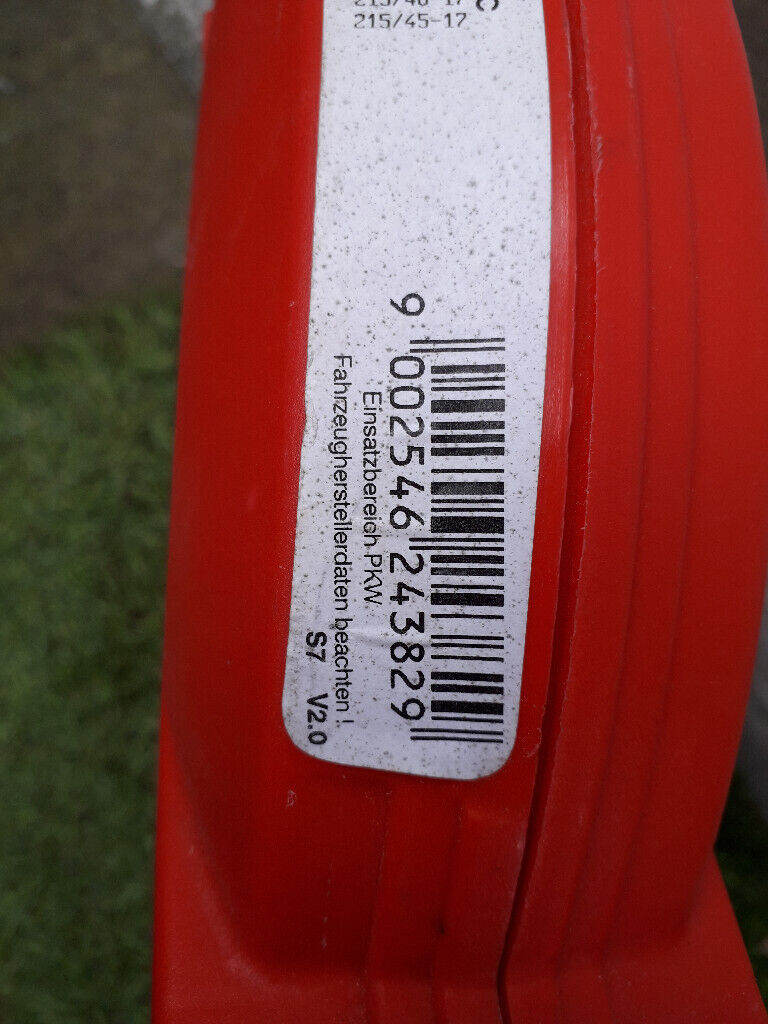 215/45-17
9 002546 243829
Einsatzbereich PKW.
Fahrzeugherstellerdaten beachten !
S7 V2.0